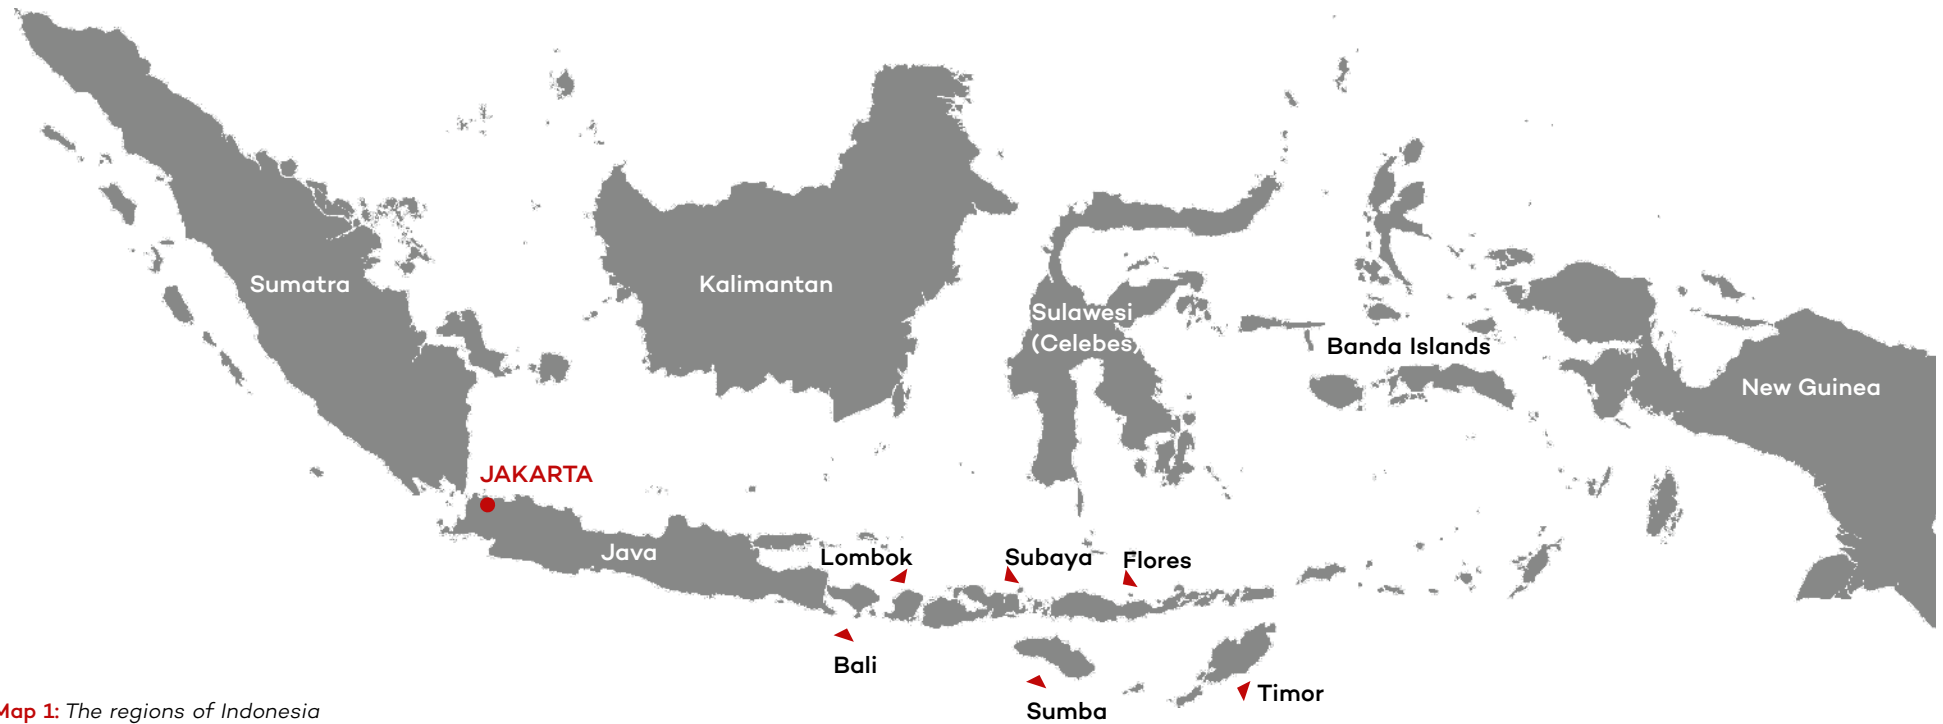 Sumatra
Kalimantan
Sulawesi
(Celebes)
Banda Islands
New Guinea
JAKARTA
Java
Lombok
Subaya
Flores
Bali
Sumba
Timor
Map 1: The regions of Indonesia